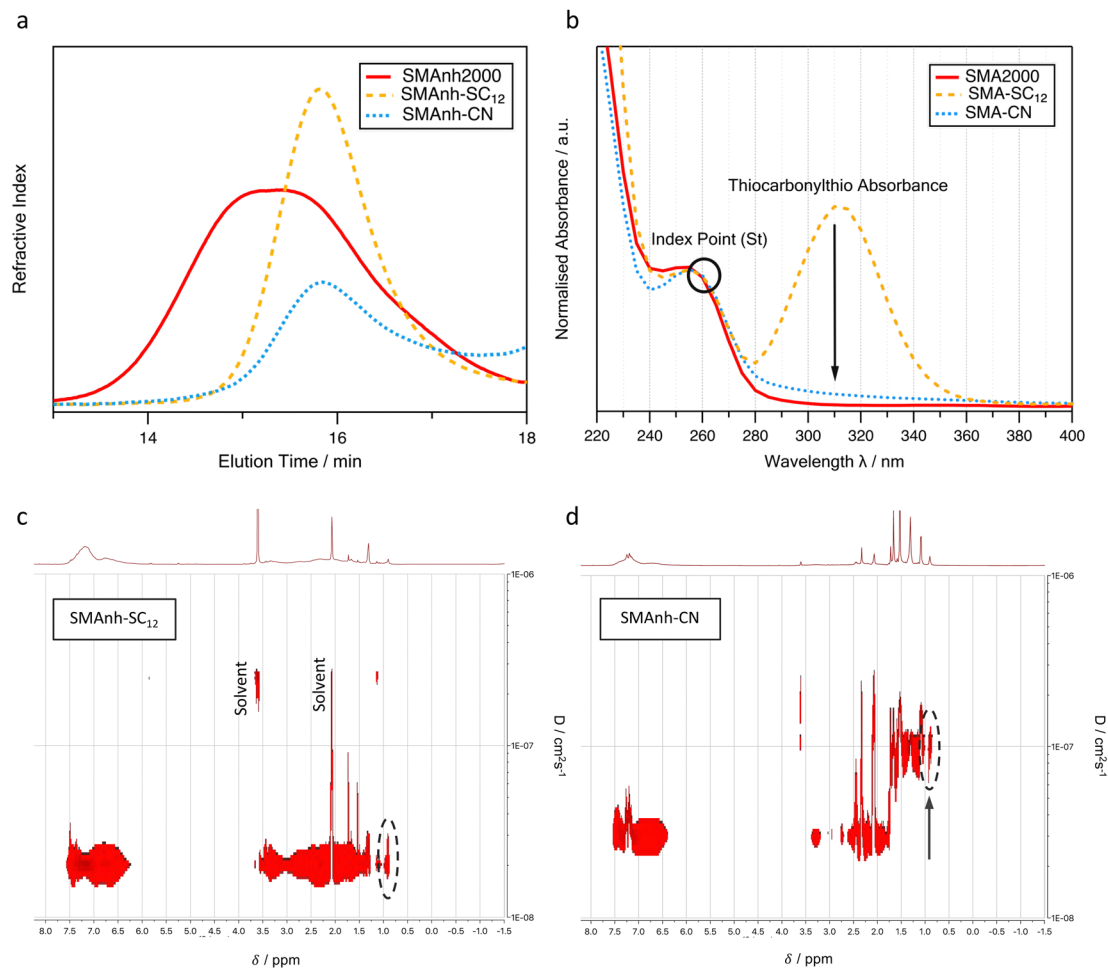 a
SMAnh2000
SMAnh-SC₁₂
SMAnh-CN
Refractive Index
14
16
18
Elution Time / min
b
SMA2000
SMA-SC₁₂
SMA-CN
Thiocarbonylthio Absorbance
Index Point (St)
Normalised Absorbance / a.u.
220 240 260 280 300 320 340 360 380 400
Wavelength λ / nm
c
SMAnh-SC₁₂
Solvent
Solvent
1E-06
1E-07
1E-08
D / cm²s⁻¹
8.0 7.5 7.0 6.5 6.0 5.5 5.0 4.5 4.0 3.5 3.0 2.5 2.0 1.5 1.0 0.5 0.0 -0.5 -1.5
δ / ppm
d
SMAnh-CN
1E-06
1E-07
1E-08
D / cm²s⁻¹
8.0 7.5 7.0 6.5 6.0 5.5 5.0 4.5 4.0 3.5 3.0 2.5 2.0 1.5 1.0 0.5 0.0 -0.5 -1.5
δ / ppm